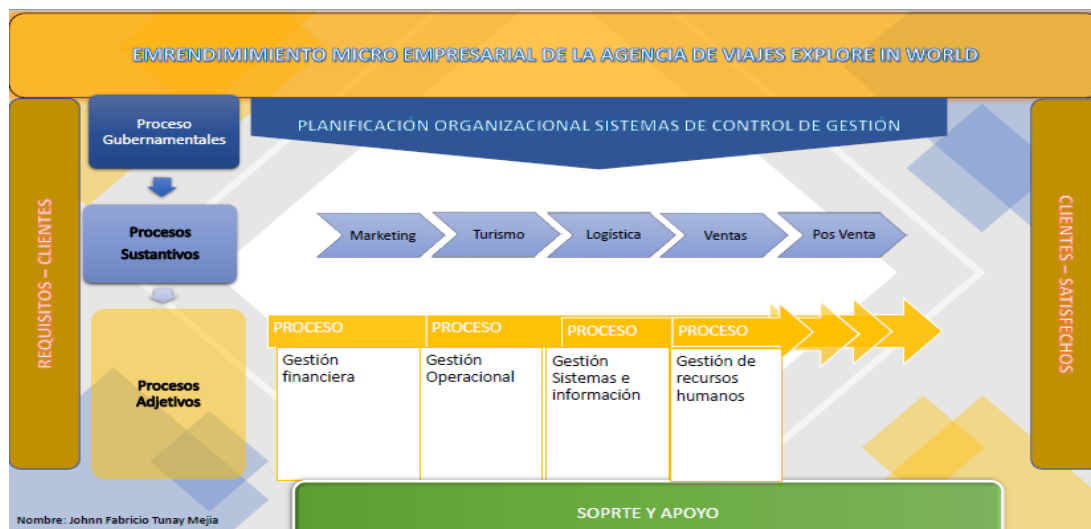 EMRENDIMIMIENTO MICRO EMPRESARIAL DE LA AGENCIA DE VIAJES EXPLORE IN WORLD
REQUISITOS – CLIENTES
Proceso
Gubernamentales
PLANIFICACIÓN ORGANIZACIONAL SISTEMAS DE CONTROL DE GESTIÓN
CLIENTES – SATISFECHOS
Procesos
Sustantivos
Marketing
Turismo
Logística
Ventas
Pos Venta
Procesos
Adjetivos
PROCESO
Gestión
financiera
PROCESO
Gestión
Operacional
PROCESO
Gestión
Sistemas e
información
PROCESO
Gestión de
recursos
humanos
SOPRTE Y APOYO
Nombre: Johnn Fabricio Tunay Mejia